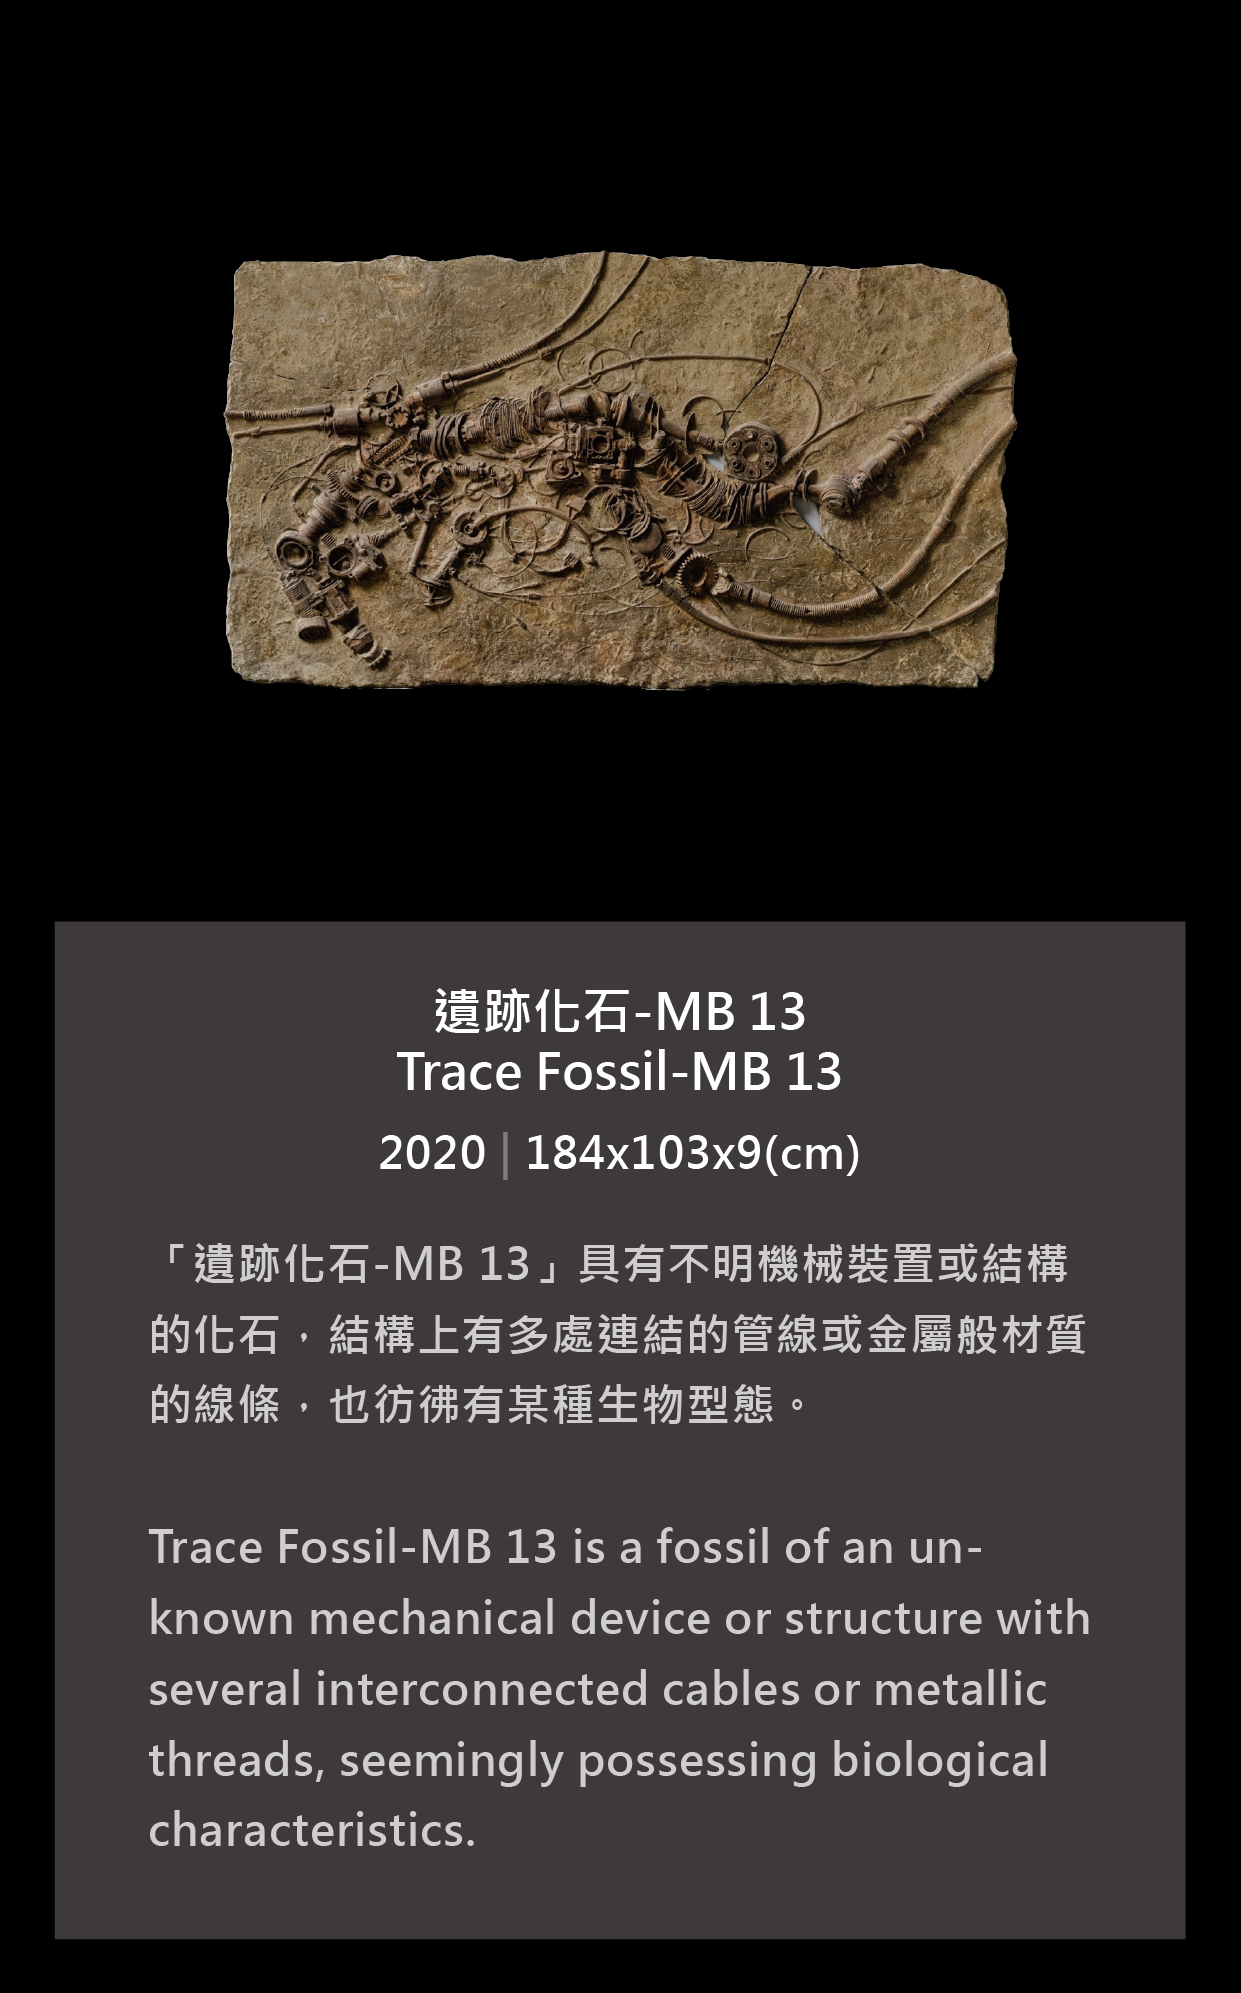 遺跡化石-MB 13
Trace Fossil-MB 13
2020 | 184x103x9(cm)
「遺跡化石-MB 13」具有不明機械裝置或結構
的化石，結構上有多處連結的管線或金屬般材質
的線條，也彷彿有某種生物型態。
Trace Fossil-MB 13 is a fossil of an un-
known mechanical device or structure with
several interconnected cables or metallic
threads, seemingly possessing biological
characteristics.